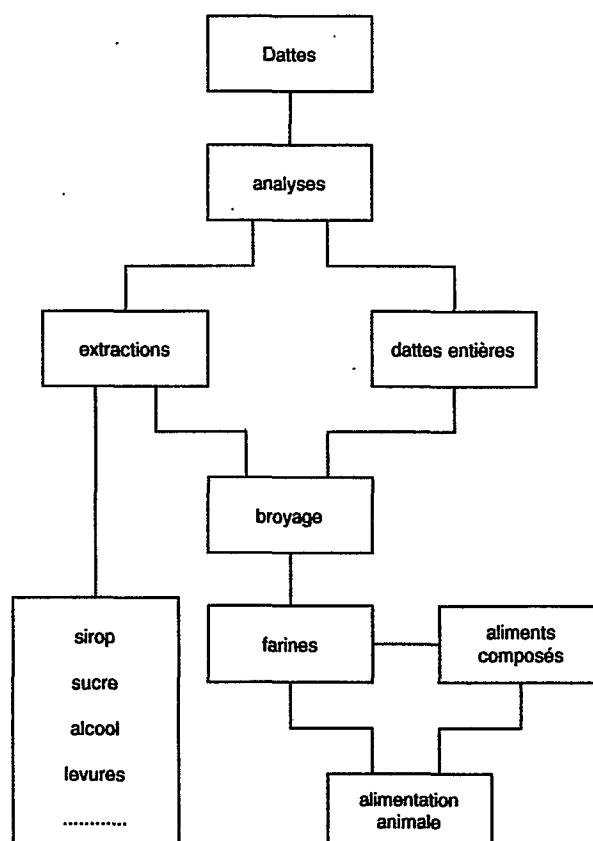 Dattes
analyses
extractions
dattes entières
broyage
sirop
sucre
alcool
levures
............
farines
aliments
composés
alimentation
animale